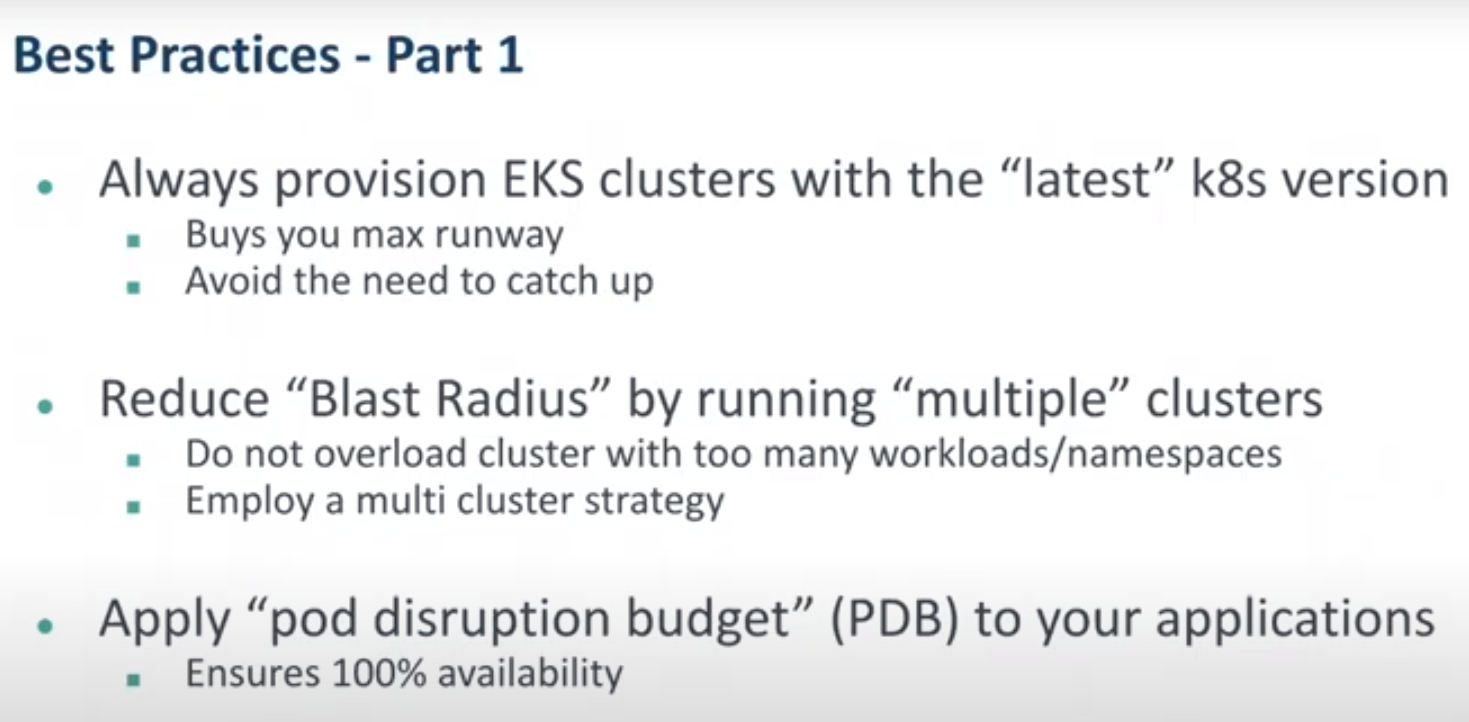 Best Practices - Part 1
• Always provision EKS clusters with the “latest” k8s version
▪ Buys you max runway
▪ Avoid the need to catch up
• Reduce “Blast Radius” by running “multiple” clusters
▪ Do not overload cluster with too many workloads/namespaces
▪ Employ a multi cluster strategy
• Apply “pod disruption budget” (PDB) to your applications
▪ Ensures 100% availability